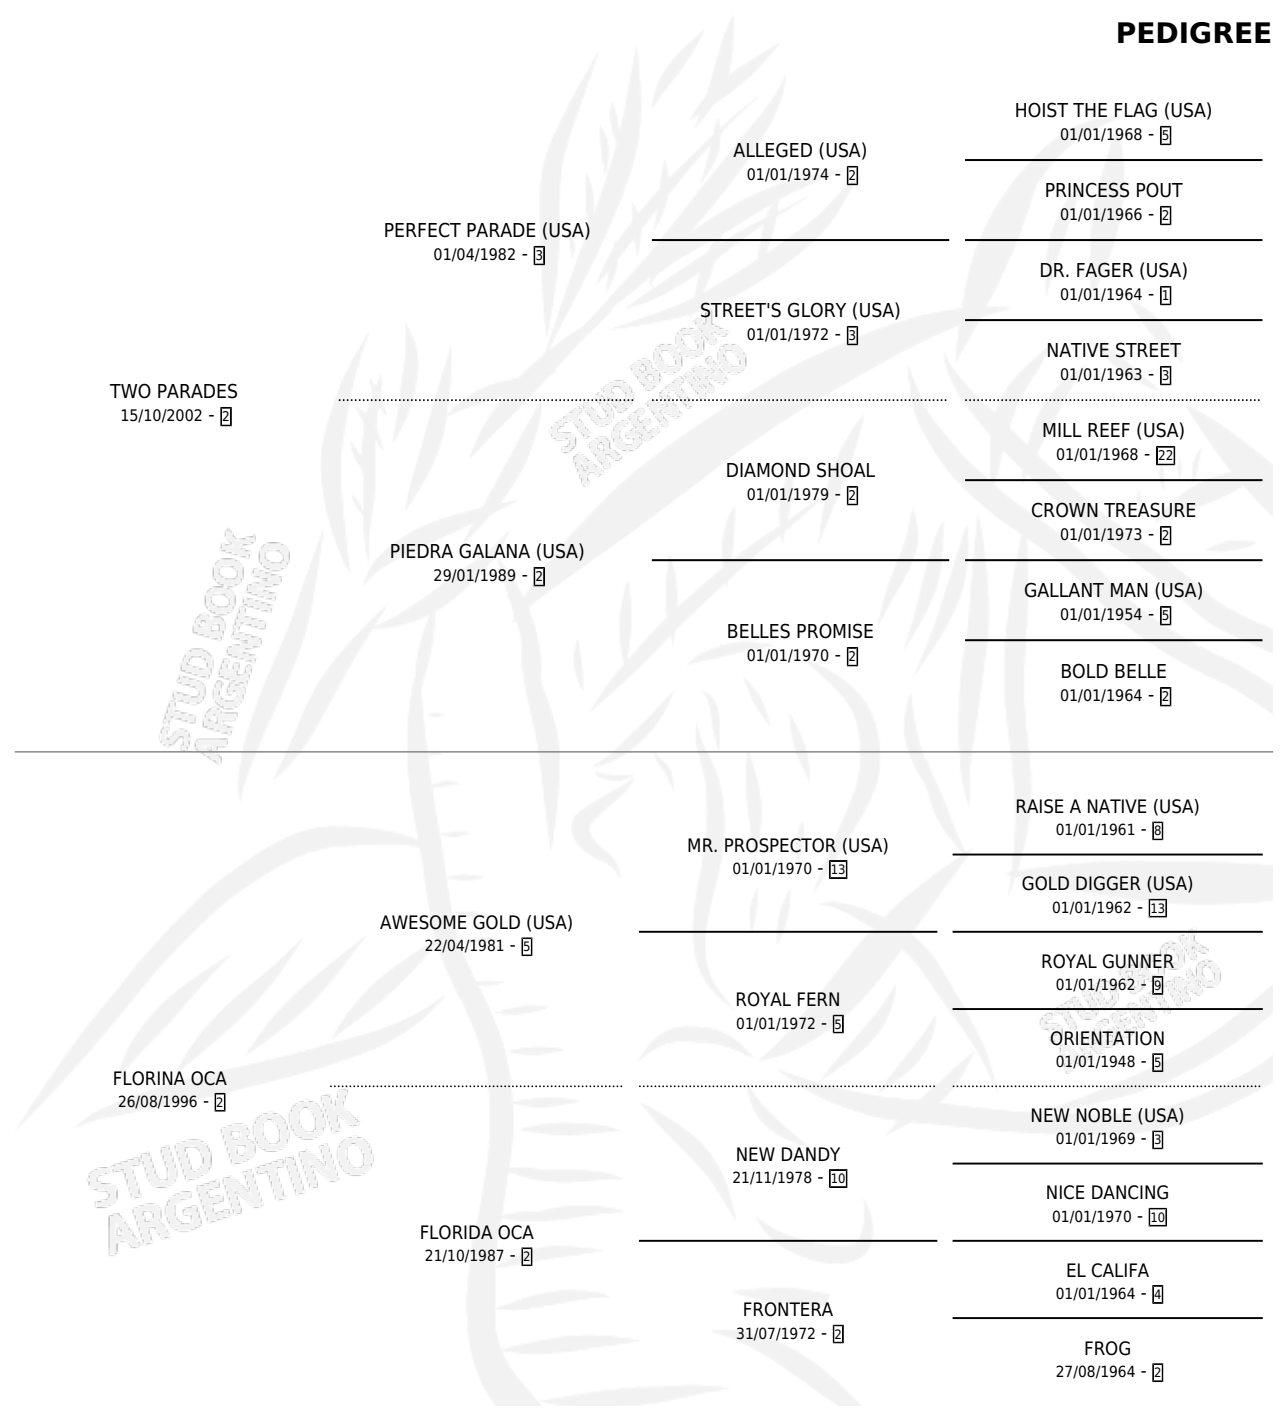 PEDIGREE
HOIST THE FLAG (USA)
01/01/1968 - 5
ALLEGED (USA)
01/01/1974 - 2
PRINCESS POUT
01/01/1966 - 2
PERFECT PARADE (USA)
01/04/1982 - 3
DR. FAGER (USA)
01/01/1964 - 1
STREET'S GLORY (USA)
01/01/1972 - 3
NATIVE STREET
01/01/1963 - 3
TWO PARADES
15/10/2002 - 2
STUD BOOK
ARGENTINO
MILL REEF (USA)
01/01/1968 - 22
DIAMOND SHOAL
01/01/1979 - 2
CROWN TREASURE
01/01/1973 - 2
PIEDRA GALANA (USA)
29/01/1989 - 2
GALLANT MAN (USA)
01/01/1954 - 5
BELLES PROMISE
01/01/1970 - 2
BOLD BELLE
01/01/1964 - 2
STUD BOOK
ARGENTINO
RAISE A NATIVE (USA)
01/01/1961 - 8
MR. PROSPECTOR (USA)
01/01/1970 - 13
GOLD DIGGER (USA)
01/01/1962 - 13
AWESOME GOLD (USA)
22/04/1981 - 5
ROYAL GUNNER
01/01/1962 - 9
ROYAL FERN
01/01/1972 - 5
STUD BOOK
ARGENTINO
ORIENTATION
01/01/1948 - 5
FLORINA OCA
26/08/1996 - 2
STUD BOOK
ARGENTINO
NEW NOBLE (USA)
01/01/1969 - 3
NEW DANDY
21/11/1978 - 10
NICE DANCING
01/01/1970 - 10
FLORIDA OCA
21/10/1987 - 2
EL CALIFA
01/01/1964 - 4
FRONTERA
31/07/1972 - 2
FROG
27/08/1964 - 2